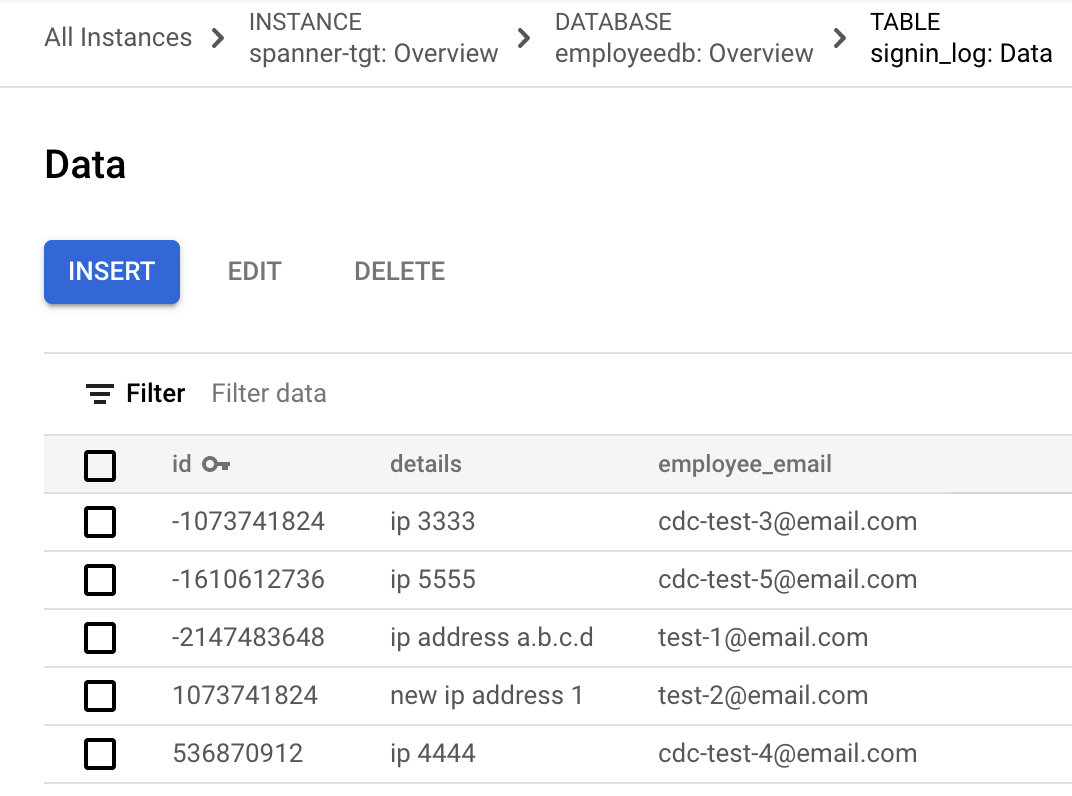 All Instances
INSTANCE
spanner-tgt: Overview
DATABASE
employeedb: Overview
TABLE
signin_log: Data
Data
INSERT EDIT DELETE
Filter Filter data
id details employee_email
-1073741824 ip 3333 cdc-test-3@email.com
-1610612736 ip 5555 cdc-test-5@email.com
-2147483648 ip address a.b.c.d test-1@email.com
1073741824 new ip address 1 test-2@email.com
536870912 ip 4444 cdc-test-4@email.com